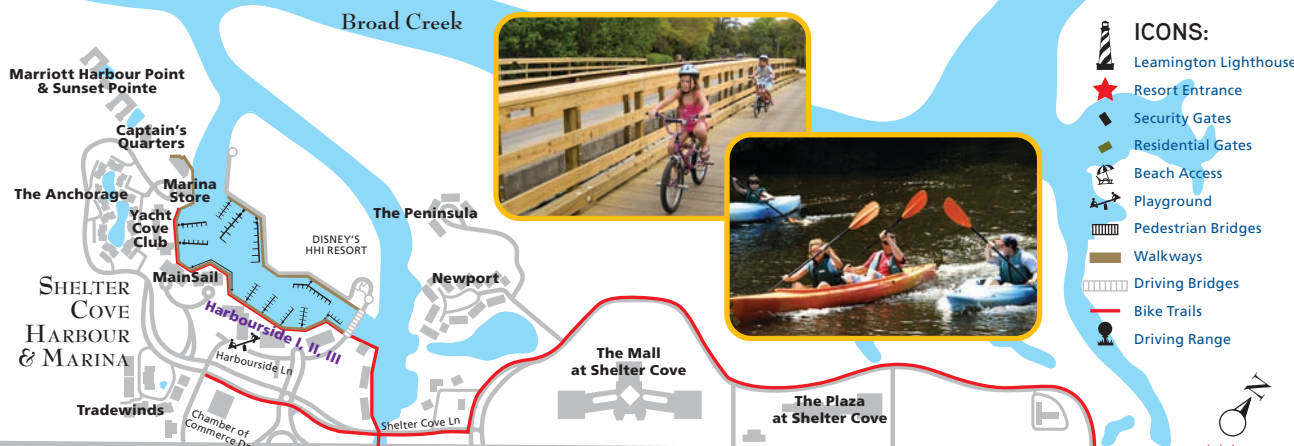 Broad Creek
Marriott Harbour Point
& Sunset Pointe
Captain's
Quarters
The Anchorage
Marina
Store
Yacht
Cove
Club
MainSail
DISNEY'S
HHI RESORT
The Peninsula
Newport
SHELTER
COVE
HARBOUR
& MARINA
Harbourside I, II, III
Harbourside Ln
Tradewinds
Chamber of
Commerce
Shelter Cove Ln
The Mall
at Shelter Cove
The Plaza
at Shelter Cove
ICONS:
Leamington Lighthouse
Resort Entrance
Security Gates
Residential Gates
Beach Access
Playground
Pedestrian Bridges
Walkways
Driving Bridges
Bike Trails
Driving Range
N